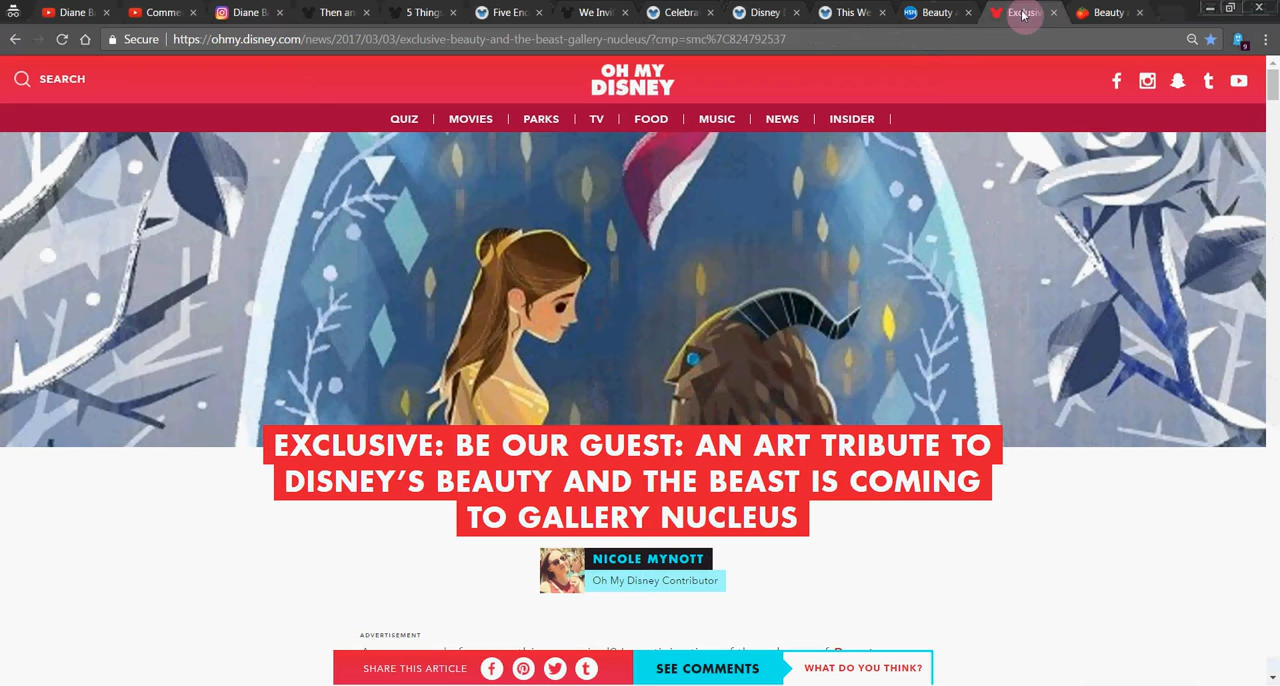 Diane B
Comme
Diane B
Then an
5 Thing
Five Enc
We Invi
Celebra
Disney I
This We
Beauty A
Exclusiv
Beauty
Secure
https://ohmy.disney.com/news/2017/03/03/exclusive-beauty-and-the-beast-gallery-nucleus/?cmp=smc%7C824792537
9
SEARCH
OH MY
DISNEY
QUIZ | MOVIES | PARKS | TV | FOOD | MUSIC | NEWS | INSIDER |
EXCLUSIVE: BE OUR GUEST: AN ART TRIBUTE TO
DISNEY’S BEAUTY AND THE BEAST IS COMING
TO GALLERY NUCLEUS
NICOLE MYNOTT
Oh My Disney Contributor
ADVERTISEMENT
SHARE THIS ARTICLE
SEE COMMENTS
WHAT DO YOU THINK?